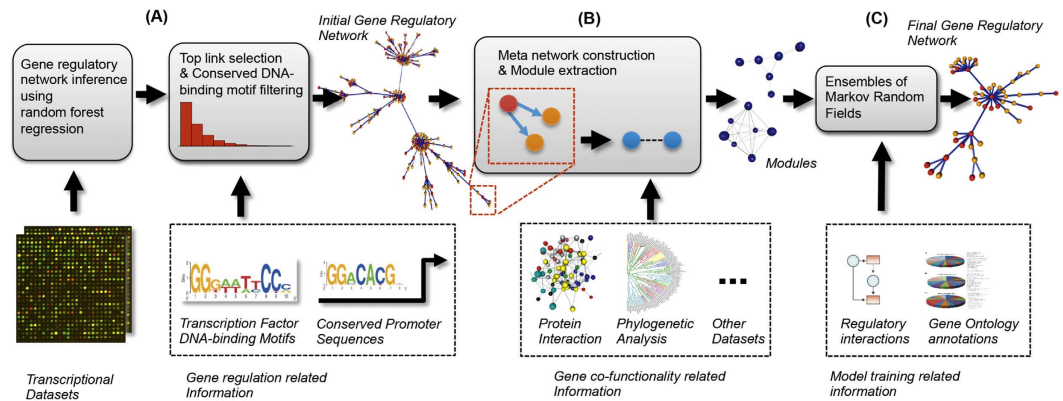 (A)
(B)
(C)
Initial Gene Regulatory
Network
Final Gene Regulatory
Network
Gene regulatory
network inference
using
random forest
regression
Top link selection
& Conserved DNA-
binding motif filtering
Meta network construction
& Module extraction
Modules
Ensembles of
Markov Random
Fields
Transcription Factor
DNA-binding Motifs
Conserved Promoter
Sequences
Protein
Interaction
Phylogenetic
Analysis
Other
Datasets
Regulatory
interactions
Gene Ontology
annotations
Transcriptional
Datasets
Gene regulation related
Information
Gene co-functionality related
Information
Model training related
information